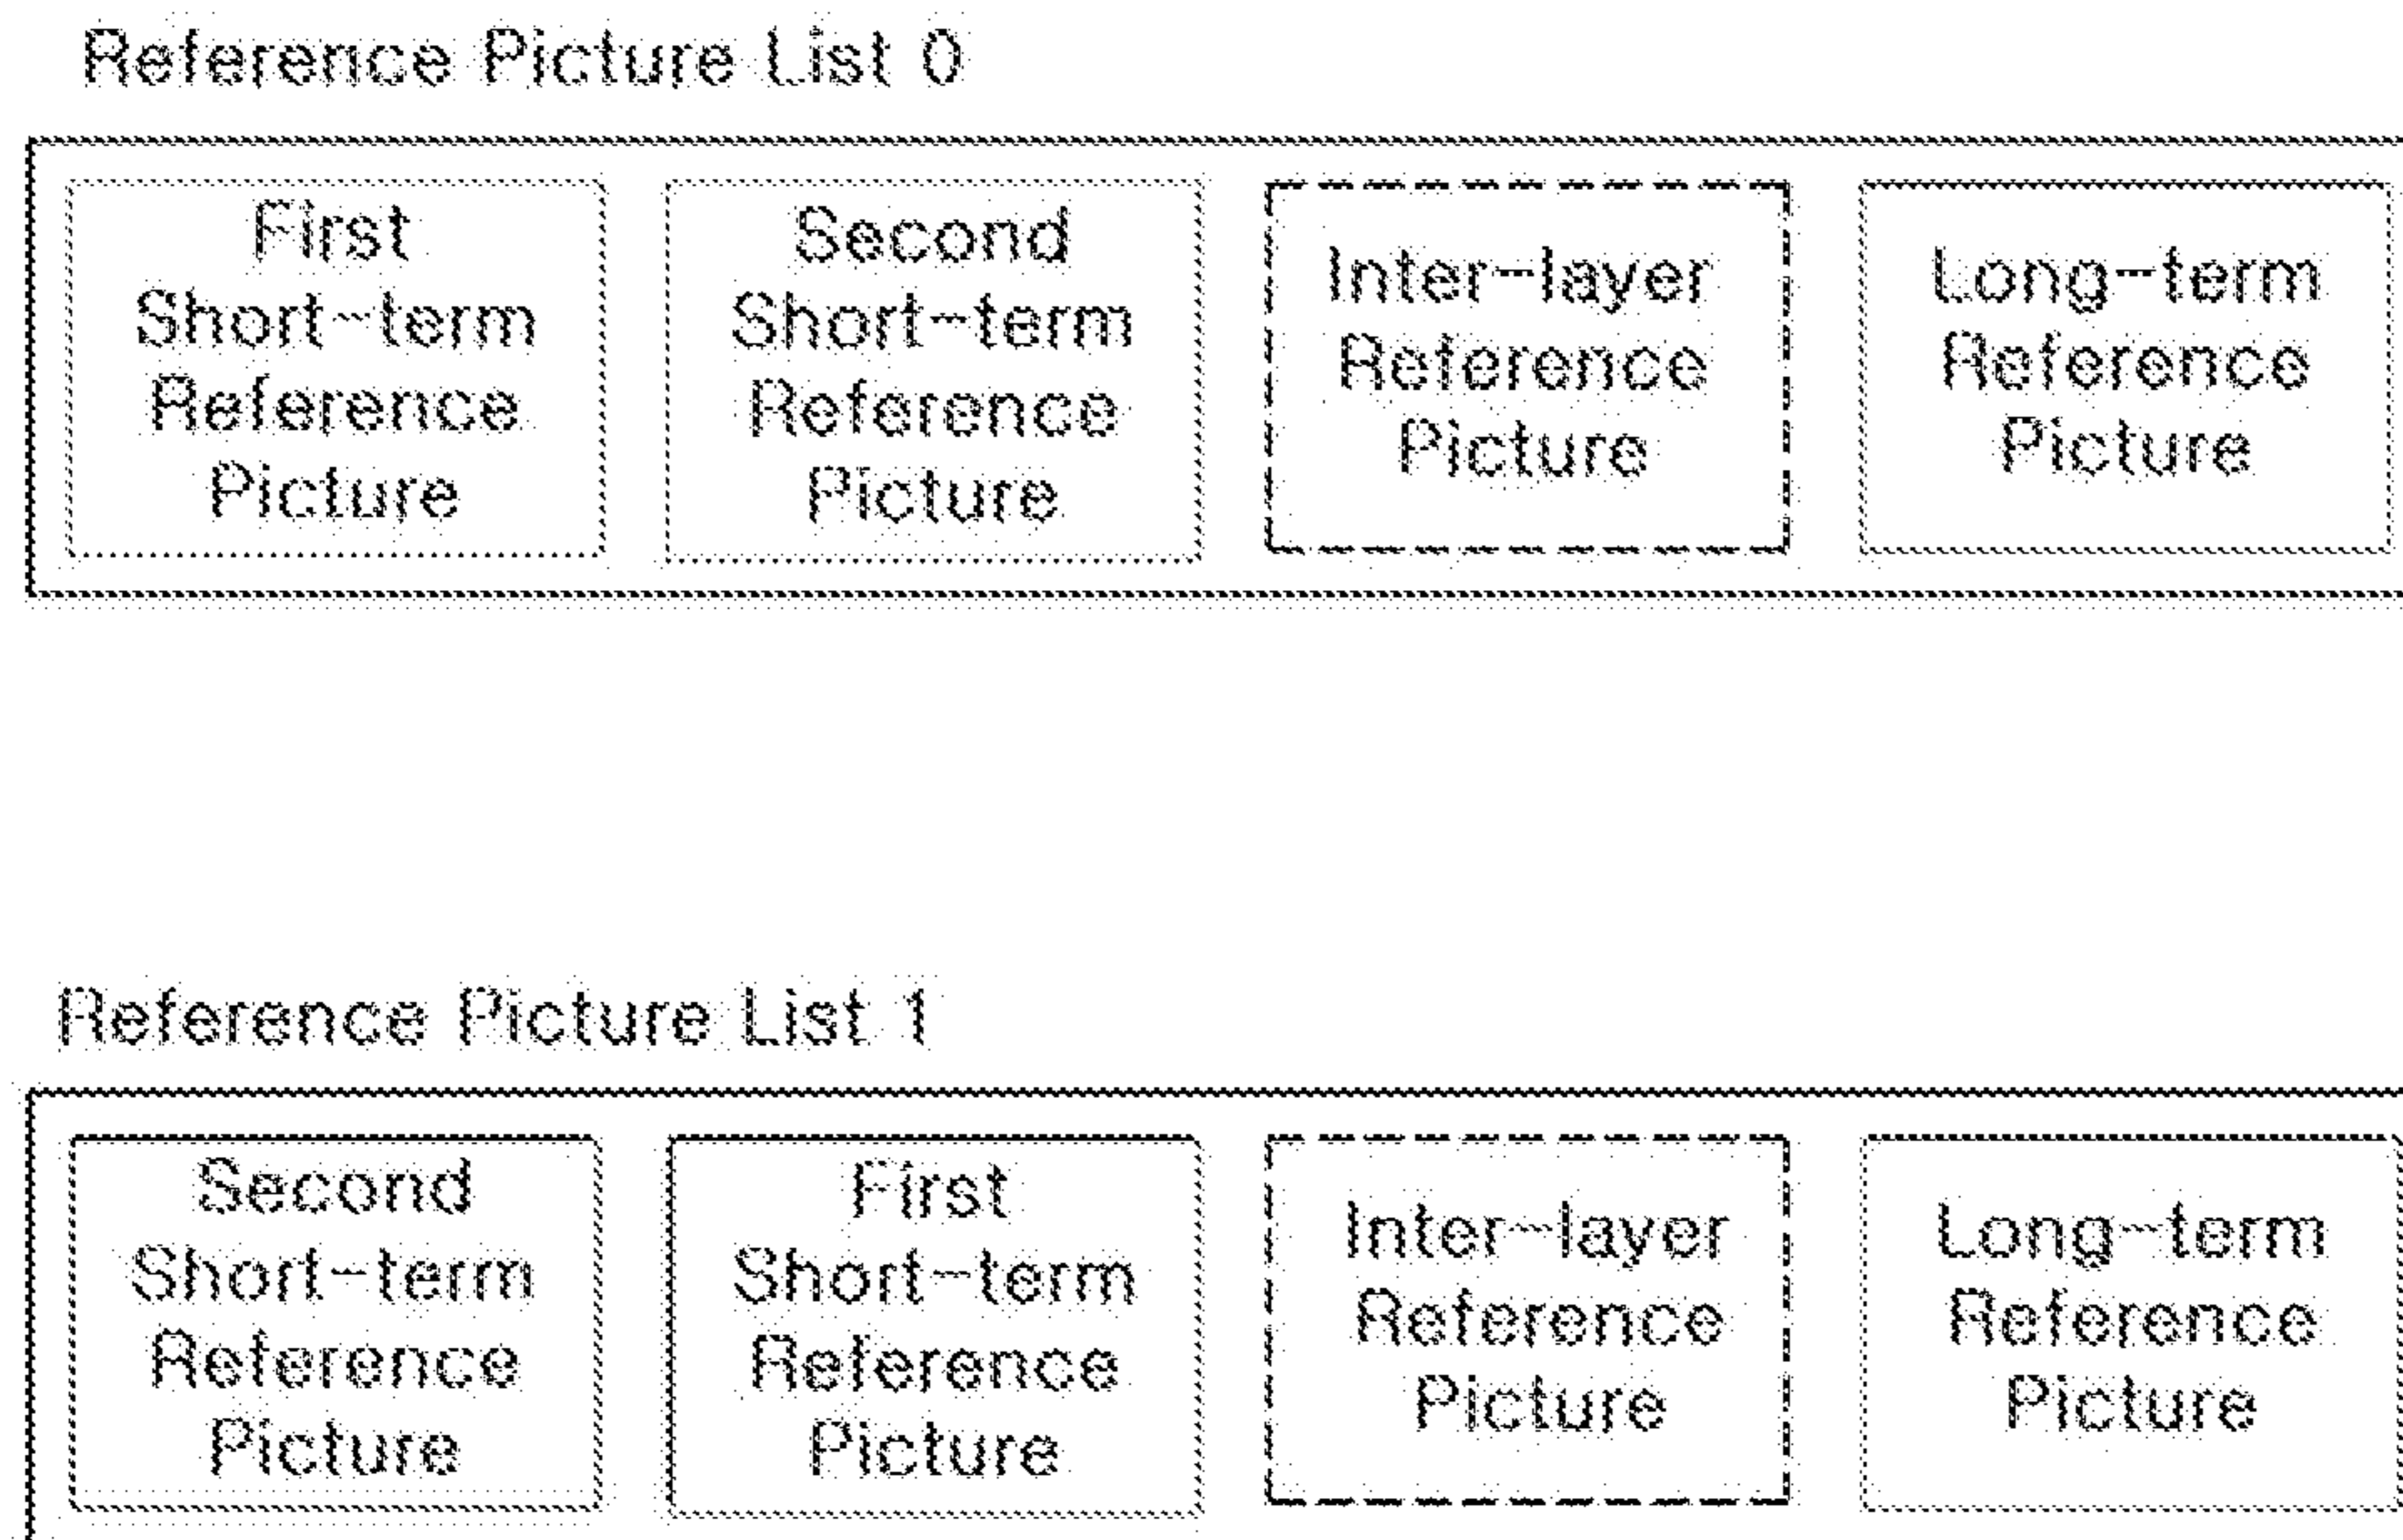 Reference Picture List 0
First
Short-term
Reference
Picture
Second
Short-term
Reference
Picture
Inter-layer
Reference
Picture
Long-term
Reference
Picture
Reference Picture List 1
Second
Short-term
Reference
Picture
First
Short-term
Reference
Picture
Inter-layer
Reference
Picture
Long-term
Reference
Picture